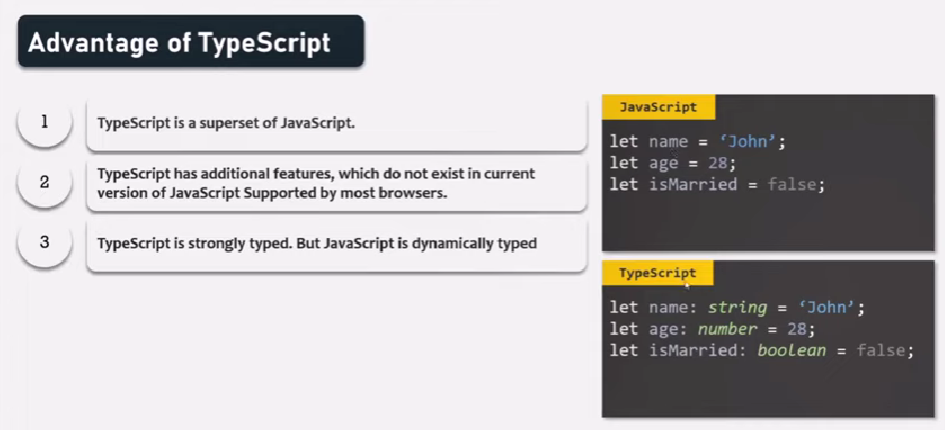 Advantage of TypeScript
1
TypeScript is a superset of JavaScript.
2
TypeScript has additional features, which do not exist in current
version of JavaScript Supported by most browsers.
3
TypeScript is strongly typed. But JavaScript is dynamically typed
JavaScript
let name = ‘John’;
let age = 28;
let isMarried = false;
TypeScript
let name: string = ‘John’;
let age: number = 28;
let isMarried: boolean = false;